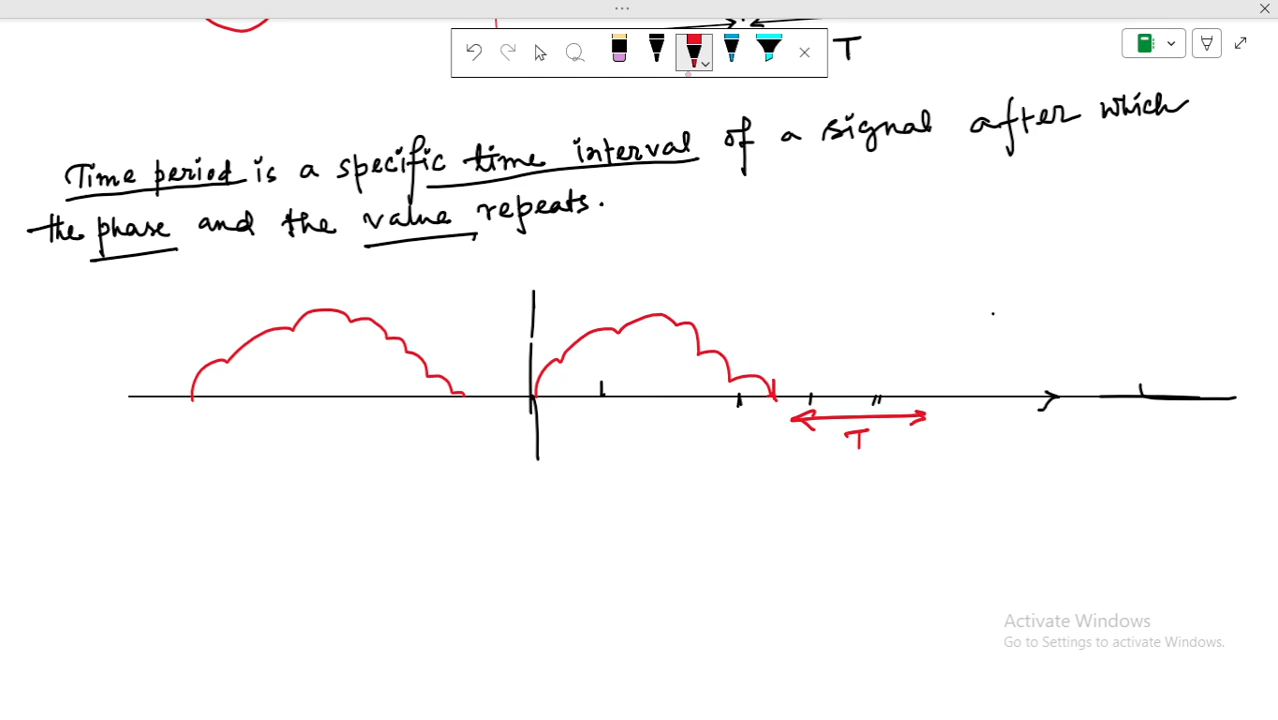 T
Time period is a specific time interval of a signal after which
the phase and the value repeats.
T
Activate Windows
Go to Settings to activate Windows.